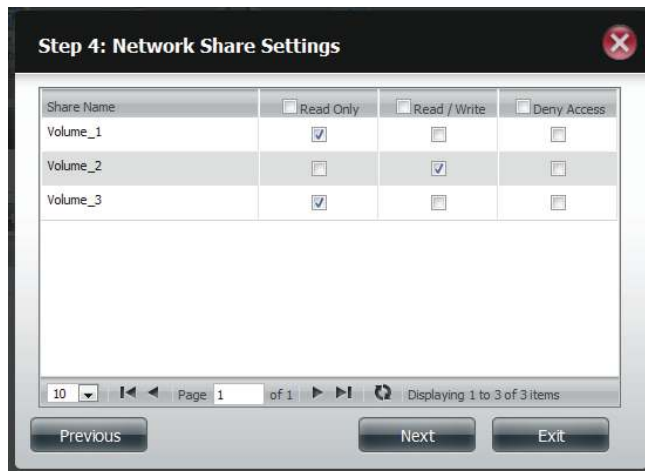 Step 4: Network Share Settings
Share Name Read Only Read / Write Deny Access
Volume_1
Volume_2
Volume_3
10 Page 1 of 1 Displaying 1 to 3 of 3 items
Previous Next Exit